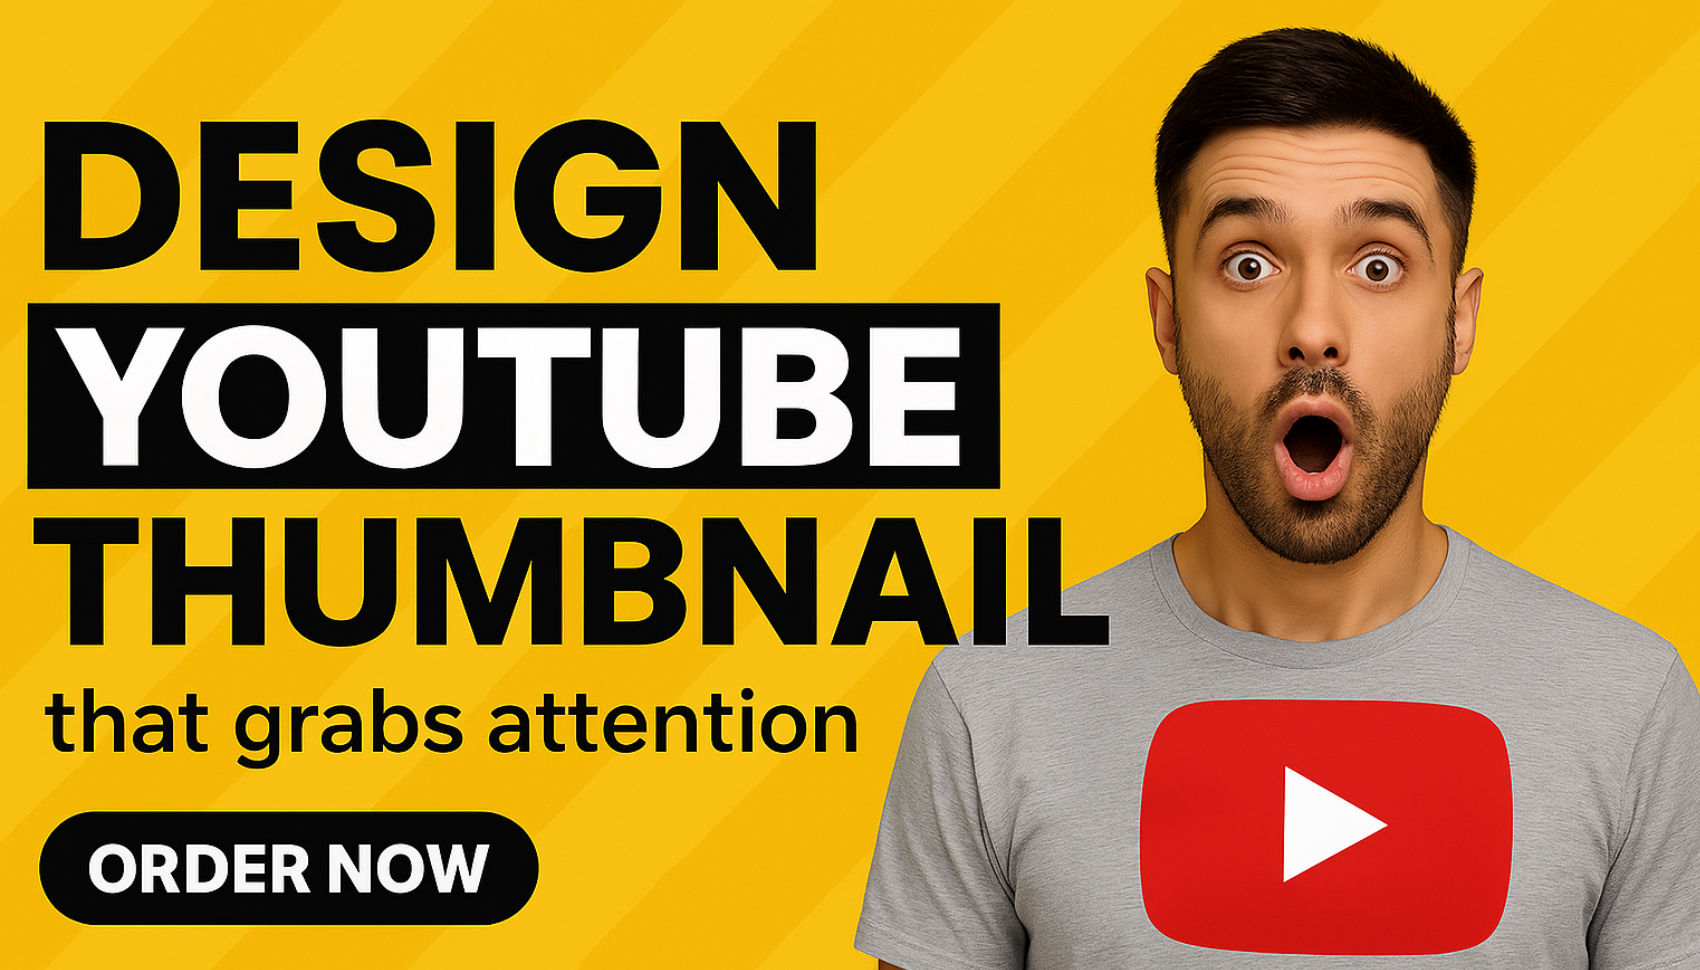 DESIGN
YOUTUBE
THUMBNAIL
that grabs attention
ORDER NOW